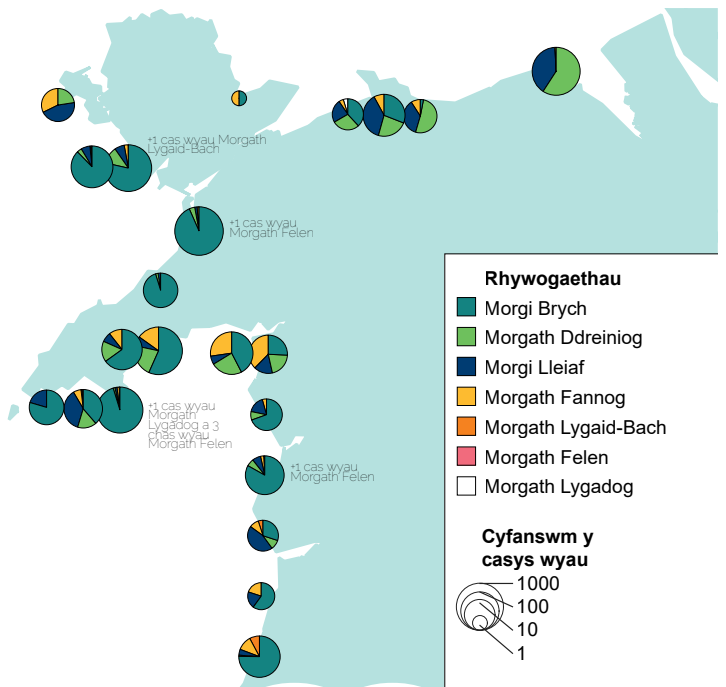 +1 cas wyau Morgath
Lygaid-Bach
+1 cas wyau
Morgath Felen
+1 cas wyau
Morgath
Lygadog a 3
chas wyau
Morgath Felen
+1 cas wyau
Morgath Felen
Rhywogaethau
Morgi Brych
Morgath Ddreiniog
Morgi Lleiaf
Morgath Fannog
Morgath Lygaid-Bach
Morgath Felen
Morgath Lygadog
Cyfanswm y
casys wyau
1000
100
10
1